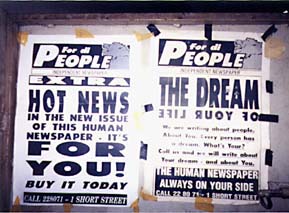 For di
PEOPLE
INDEPENDENT NEWSPAPER
EXTRA
HOT NEWS
IN THE NEW ISSUE
OF THIS HUMAN
NEWSPAPER - IT'S
FOR
YOU!
BUY IT TODAY
CALL 228071 - 1 SHORT STREET
For di
PEOPLE
INDEPENDENT NEWSPAPER
THE DREAM
OF YOUR LIFE
We are writing about people,
About You. Every person has
a dream. What's Your?
Call us and we will write about
Your dream - and about You.
THE HUMAN NEWSPAPER
ALWAYS ON YOUR SIDE
CALL 22 80 71 - 1 SHORT STREET